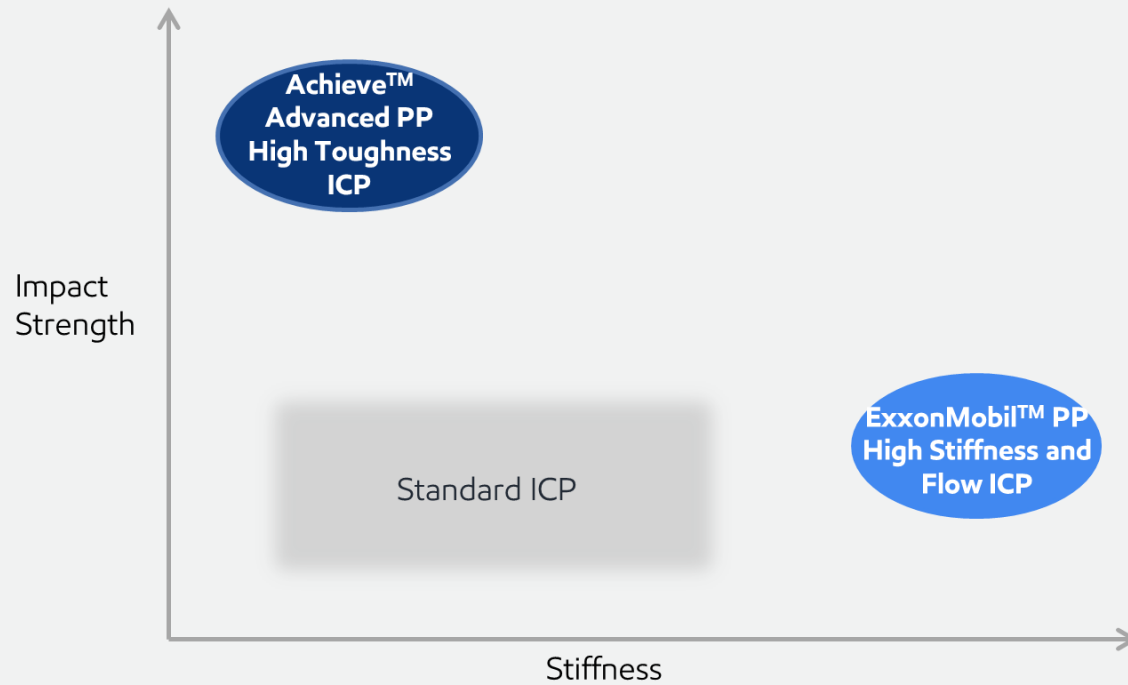 Achieve™
Advanced PP
High Toughness
ICP
Impact
Strength
ExxonMobil™ PP
High Stiffness and
Flow ICP
Standard ICP
Stiffness